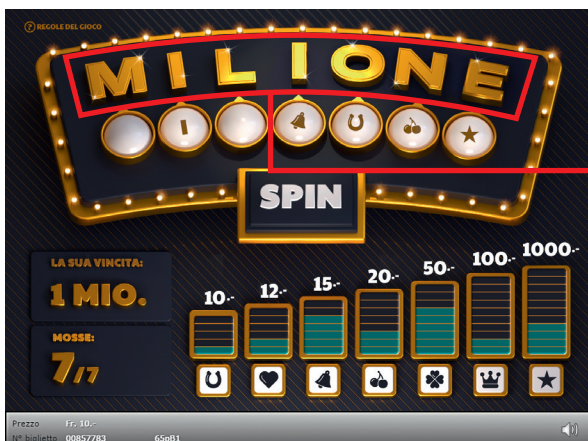 ? REGOLE DEL GIOCO
MILIONE
I
SPIN
LA SUA VINCITA:
1 MIO.
MOSSE:
7/7
10.- 12.- 15.- 20.- 50.- 100.- 1000.-
Prezzo Fr. 10.-
N° biglietto 00857783 65pB1